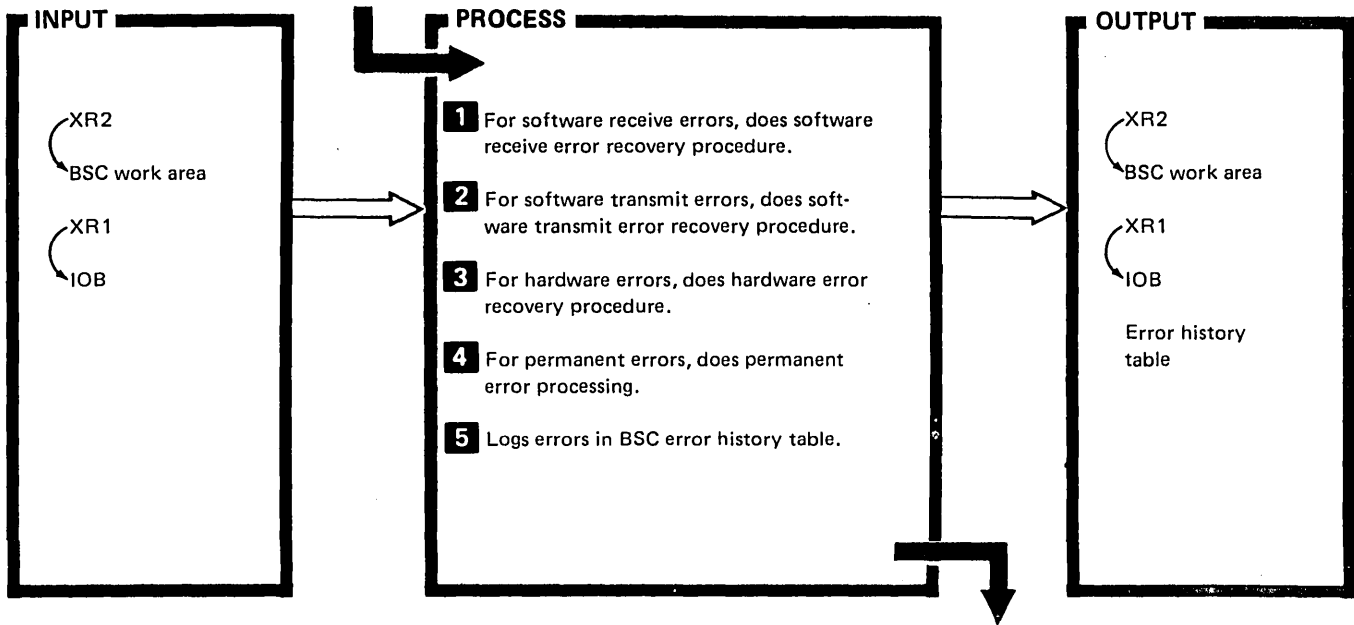 INPUT
XR2
BSC work area
XR1
IOB
PROCESS
1 For software receive errors, does software
receive error recovery procedure.
2 For software transmit errors, does soft-
ware transmit error recovery procedure.
3 For hardware errors, does hardware error
recovery procedure.
4 For permanent errors, does permanent
error processing.
5 Logs errors in BSC error history table.
OUTPUT
XR2
BSC work area
XR1
IOB
Error history
table